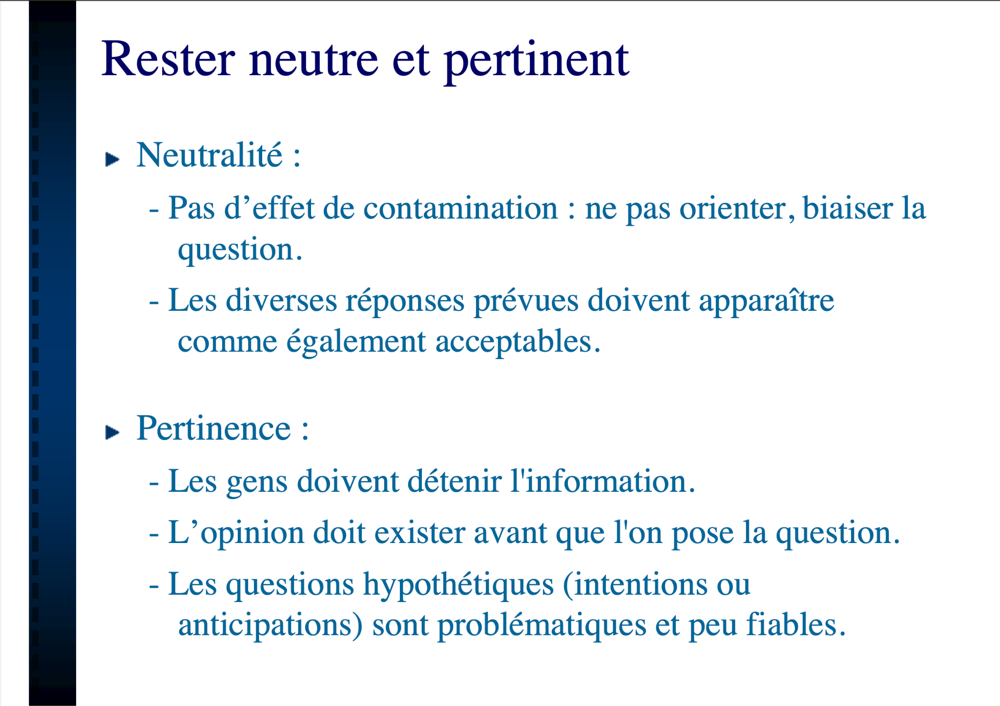 Rester neutre et pertinent
Neutralité :
- Pas d’effet de contamination : ne pas orienter, biaiser la
question.
- Les diverses réponses prévues doivent apparaître
comme également acceptables.
Pertinence :
- Les gens doivent détenir l'information.
- L’opinion doit exister avant que l'on pose la question.
- Les questions hypothétiques (intentions ou
anticipations) sont problématiques et peu fiables.